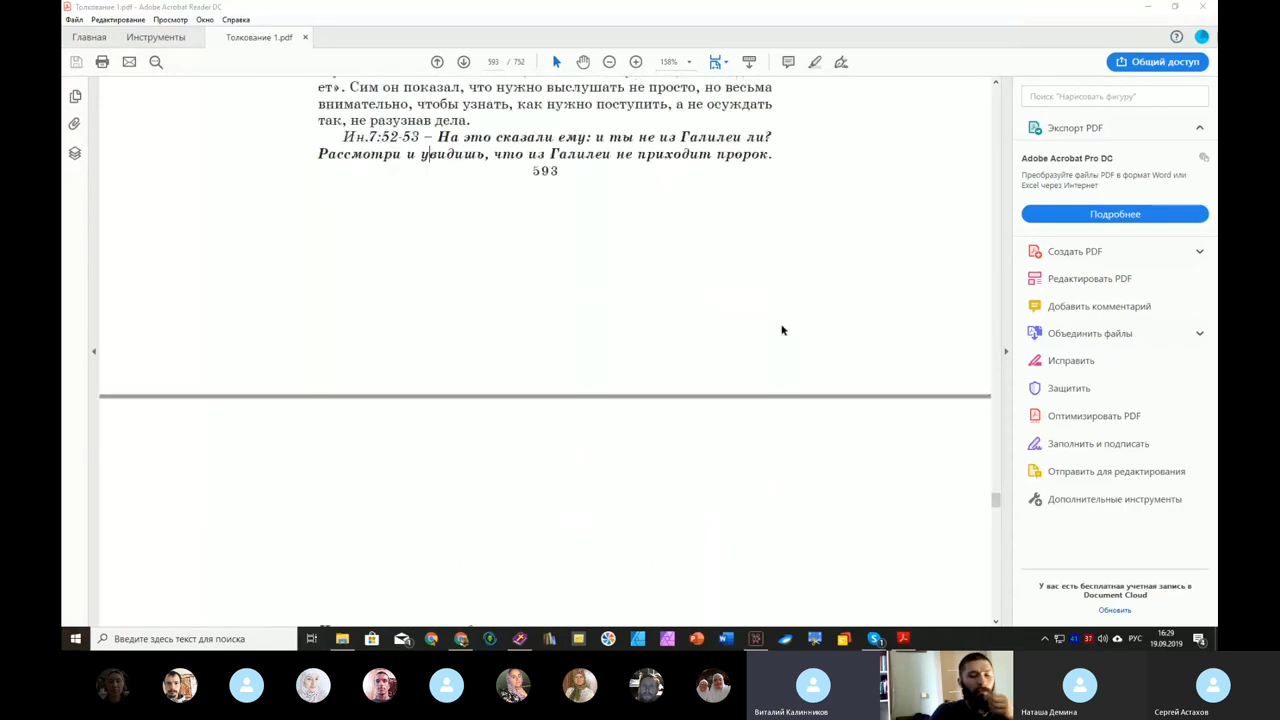 Толкование 1.pdf - Adobe Acrobat Reader DC
Файл Редактирование Просмотр Окно Справка
Главная Инструменты Толкование 1.pdf ×
593 / 752 158% Общий доступ
ет». Сим он показал, что нужно выслушать не просто, но весьма
внимательно, чтобы узнать, как нужно поступить, а не осуждать
так, не разузнав дела.
Ин.7:52-53 – На это сказали ему: и ты не из Галилеи ли?
Рассмотри и увидишь, что из Галилеи не приходит пророк.
593
Поиск "Нарисовать фигуру"
Экспорт PDF
Adobe Acrobat Pro DC
Преобразуйте файлы PDF в формат Word или
Excel через Интернет
Подробнее
Создать PDF
Редактировать PDF
Добавить комментарий
Объединить файлы
Исправить
Защитить
Оптимизировать PDF
Заполнить и подписать
Отправить для редактирования
Дополнительные инструменты
У вас есть бесплатная учетная запись в
Document Cloud
Обновить
Введите здесь текст для поиска
41 37 РУС
16:29
19.09.2019
Виталий Калинников Наташа Демина Сергей Астахов